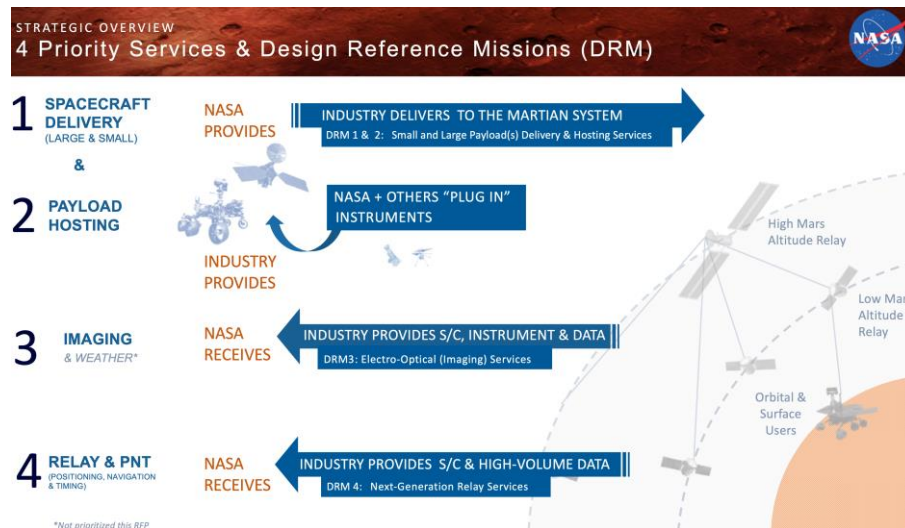 STRATEGIC OVERVIEW
4 Priority Services & Design Reference Missions (DRM)
NASA
1
SPACECRAFT
DELIVERY
(LARGE & SMALL)
&
NASA
PROVIDES
INDUSTRY DELIVERS TO THE MARTIAN SYSTEM
DRM 1 & 2: Small and Large Payload(s) Delivery & Hosting Services
2
PAYLOAD
HOSTING
NASA + OTHERS “PLUG IN”
INSTRUMENTS
INDUSTRY
PROVIDES
High Mars
Altitude Relay
Low Mar
Altitude
Relay
Orbital &
Surface
Users
3
IMAGING
& WEATHER*
NASA
RECEIVES
INDUSTRY PROVIDES S/C, INSTRUMENT & DATA
DRM3: Electro-Optical (Imaging) Services
4
RELAY & PNT
(POSITIONING, NAVIGATION
& TIMING)
NASA
RECEIVES
INDUSTRY PROVIDES S/C & HIGH-VOLUME DATA
DRM 4: Next-Generation Relay Services
*Not prioritized this RFP